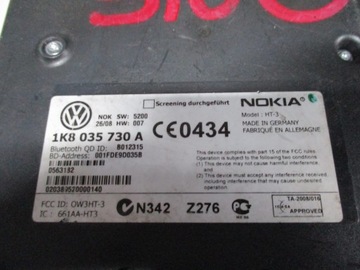 Screening durchgeführt
NOK SW: 5200
26/08 HW: 007
1K8 035 730 A
Bluetooth QD ID: B012315
BD-Address: 001FDE9D035B
0563182
CE0434
NOKIA
Model: HT-3
MADE IN GERMANY
FABRIQUÉ EN ALLEMAGNE
This device complies with part 15 of the FCC Rules.
Operation is subject to the following two conditions:
(1) This device may not cause harmful interference,
and (2) this device must accept any interference
received, including interference that may cause
undesired operation.
FCC ID: OW3HT-3
IC: 661AA-HT3
N342
Z276
TA-2008/016
APPROVED